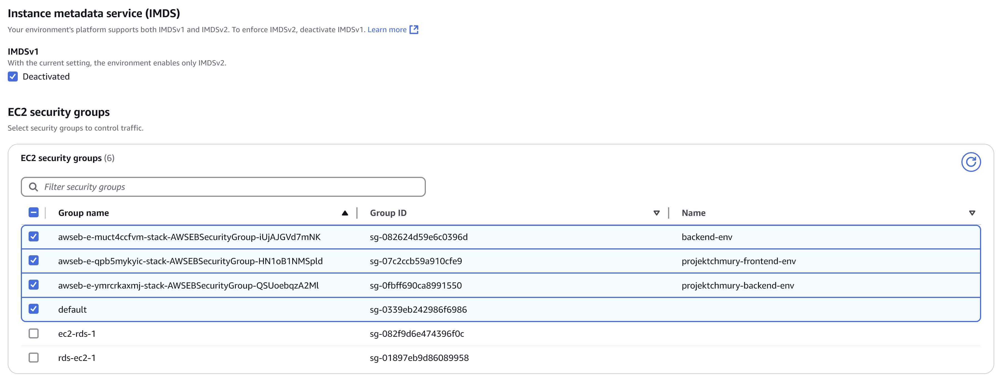 Instance metadata service (IMDS)
Your environment's platform supports both IMDSv1 and IMDSv2. To enforce IMDSv2, deactivate IMDSv1. Learn more
IMDSv1
With the current setting, the environment enables only IMDSv2.
Deactivated
EC2 security groups
Select security groups to control traffic.
EC2 security groups (6)
Filter security groups
Group name Group ID Name
awseb-e-muct4ccfvm-stack-AWSEBSecurityGroup-iUjAJGVd7mNK sg-082624d59e6c0396d backend-env
awseb-e-qpb5mykyic-stack-AWSEBSecurityGroup-HN1oB1NMSpld sg-07c2ccb59a910cfe9 projektchmury-frontend-env
awseb-e-ymrcrkaxmj-stack-AWSEBSecurityGroup-QSUoebqzA2Ml sg-0fbff690ca8991550 projektchmury-backend-env
default sg-0339eb242986f6986
ec2-rds-1 sg-082f9d6e474396f0c
rds-ec2-1 sg-01897eb9d86089958